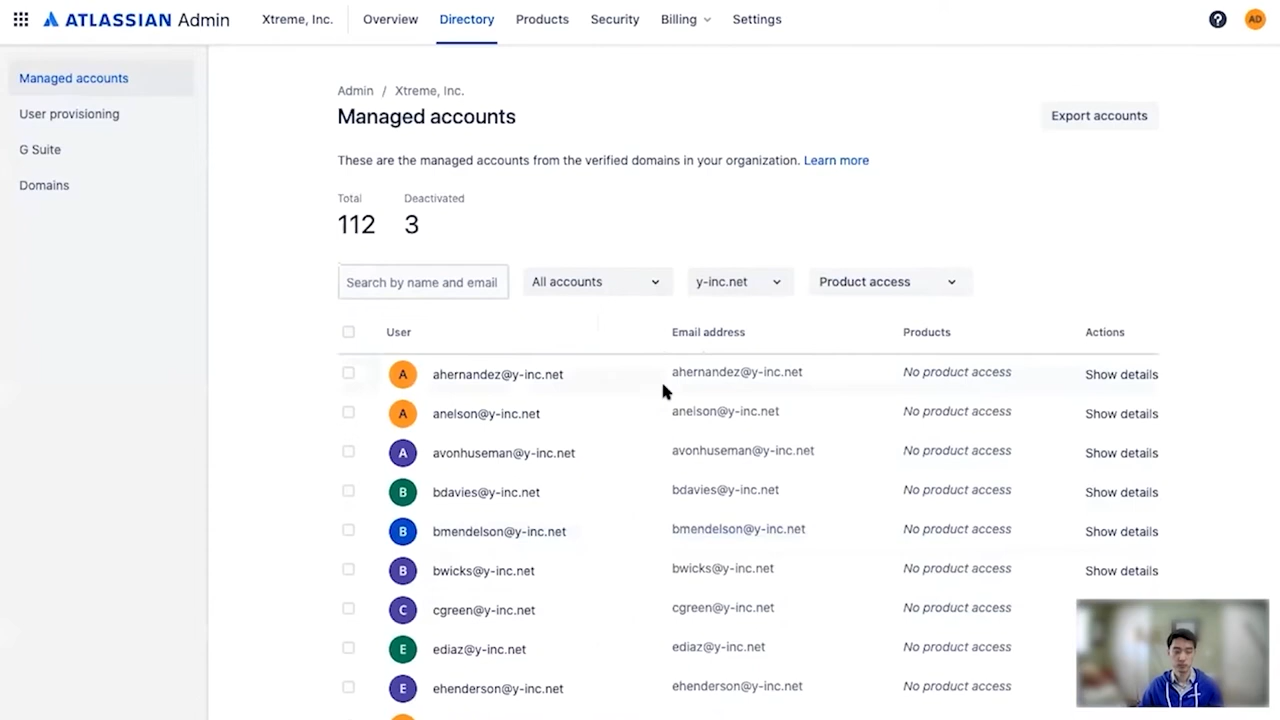 ATLASSIAN Admin Xtreme, Inc. Overview Directory Products Security Billing Settings ? AD
Managed accounts
User provisioning
G Suite
Domains
Admin / Xtreme, Inc.
Managed accounts
Export accounts
These are the managed accounts from the verified domains in your organization. Learn more
Total Deactivated
112 3
Search by name and email All accounts y-inc.net Product access
User Email address Products Actions
A ahernandez@y-inc.net ahernandez@y-inc.net No product access Show details
A anelson@y-inc.net anelson@y-inc.net No product access Show details
A avonhuseman@y-inc.net avonhuseman@y-inc.net No product access Show details
B bdavies@y-inc.net bdavies@y-inc.net No product access Show details
B bmendelson@y-inc.net bmendelson@y-inc.net No product access Show details
B bwicks@y-inc.net bwicks@y-inc.net No product access Show details
C cgreen@y-inc.net cgreen@y-inc.net No product access
E ediaz@y-inc.net ediaz@y-inc.net No product access
E ehenderson@y-inc.net ehenderson@y-inc.net No product access